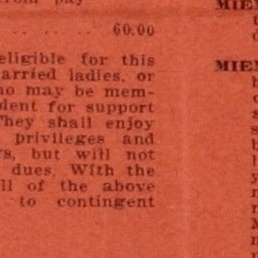 pay
60.00
eligible for this
arried ladies, or
ho may be mem-
dent for support
They shall enjoy
privileges and
s, but will not
dues. With the
ll of the above
to contingent
MIE
MIE